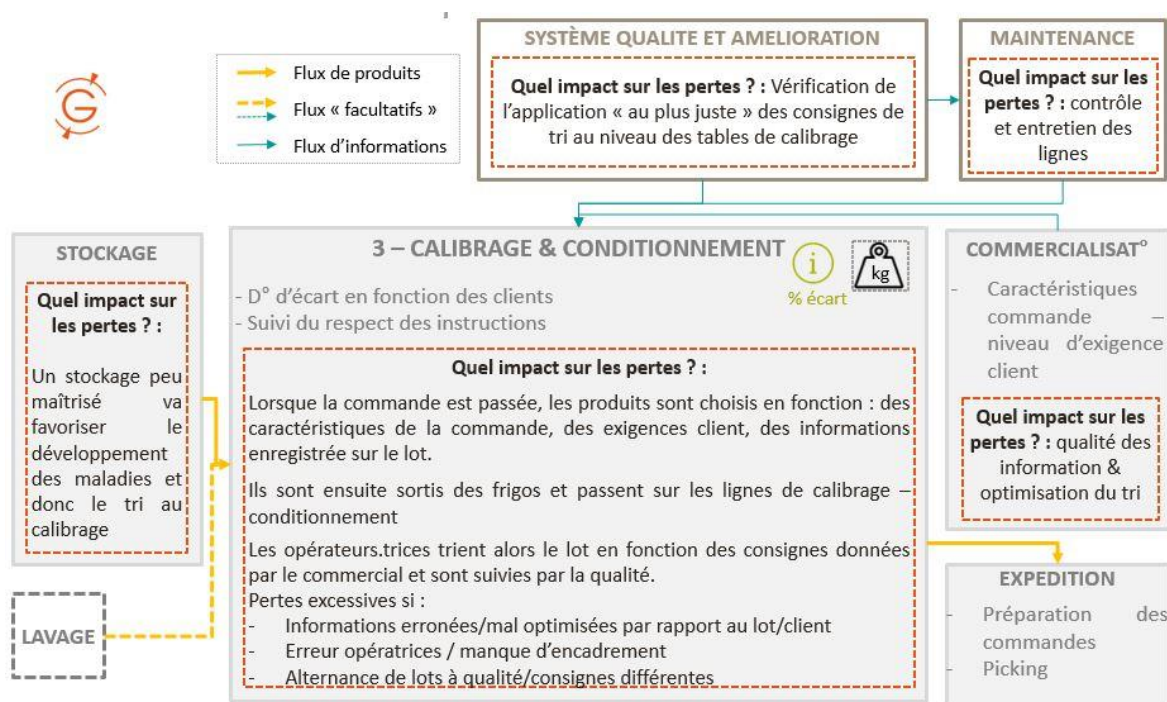 G
Flux de produits
Flux « facultatifs »
Flux d'informations
SYSTÈME QUALITE ET AMELIORATION
Quel impact sur les pertes ? : Vérification de
l'application « au plus juste » des consignes de
tri au niveau des tables de calibrage
MAINTENANCE
Quel impact sur les
pertes ? : contrôle
et entretien des
lignes
STOCKAGE
Quel impact sur
les pertes ? :
Un stockage peu
maîtrisé va
favoriser le
développement
des maladies et
donc le tri au
calibrage
LAVAGE
3 – CALIBRAGE & CONDITIONNEMENT
i
% écart
kg
- D° d'écart en fonction des clients
- Suivi du respect des instructions
Quel impact sur les pertes ? :
Lorsque la commande est passée, les produits sont choisis en fonction : des
caractéristiques de la commande, des exigences client, des informations
enregistrée sur le lot.
Ils sont ensuite sortis des frigos et passent sur les lignes de calibrage –
conditionnement
Les opérateurs.trices trient alors le lot en fonction des consignes données
par le commercial et sont suivies par la qualité.
Pertes excessives si :
- Informations erronées/mal optimisées par rapport au lot/client
- Erreur opératrices / manque d'encadrement
- Alternance de lots à qualité/consignes différentes
COMMERCIALISAT°
- Caractéristiques
commande –
niveau d'exigence
client
Quel impact sur les
pertes ? : qualité des
information &
optimisation du tri
EXPEDITION
- Préparation des
commandes
- Picking